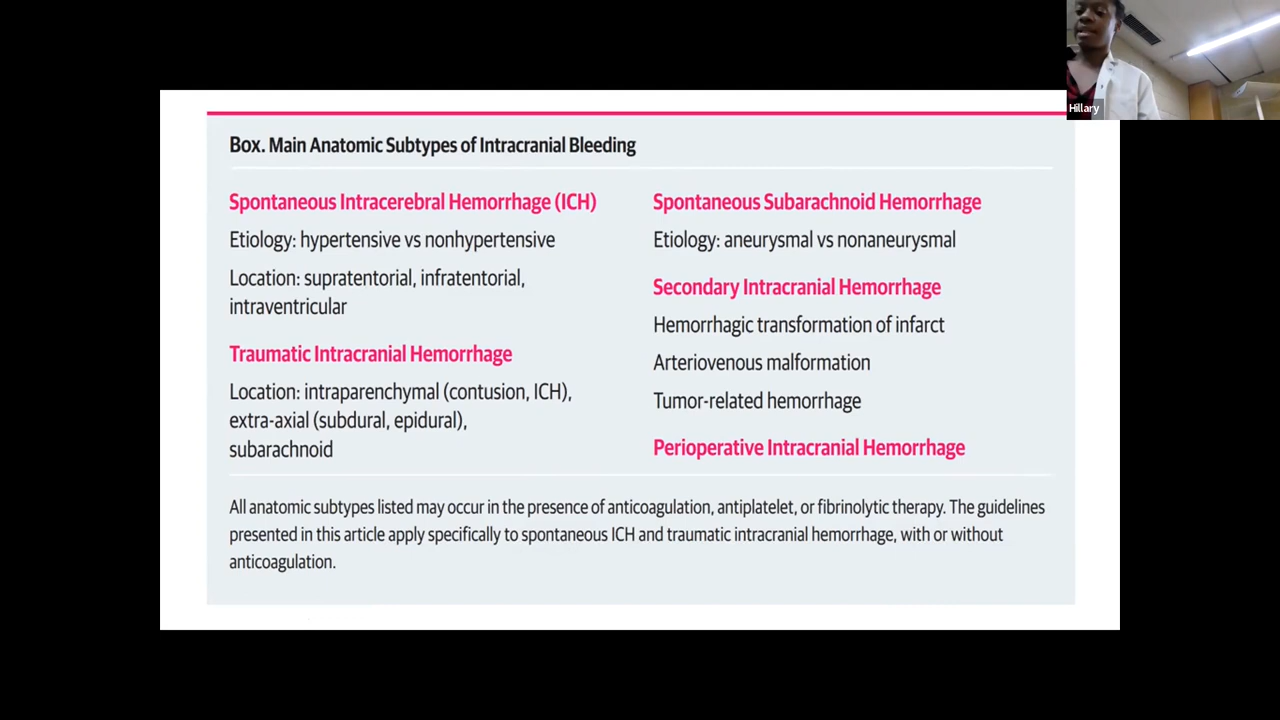 Hillary
Box. Main Anatomic Subtypes of Intracranial Bleeding
Spontaneous Intracerebral Hemorrhage (ICH)
Etiology: hypertensive vs nonhypertensive
Location: supratentorial, infratentorial,
intraventricular
Traumatic Intracranial Hemorrhage
Location: intraparenchymal (contusion, ICH),
extra-axial (subdural, epidural),
subarachnoid
Spontaneous Subarachnoid Hemorrhage
Etiology: aneurysmal vs nonaneurysmal
Secondary Intracranial Hemorrhage
Hemorrhagic transformation of infarct
Arteriovenous malformation
Tumor-related hemorrhage
Perioperative Intracranial Hemorrhage
All anatomic subtypes listed may occur in the presence of anticoagulation, antiplatelet, or fibrinolytic therapy. The guidelines
presented in this article apply specifically to spontaneous ICH and traumatic intracranial hemorrhage, with or without
anticoagulation.